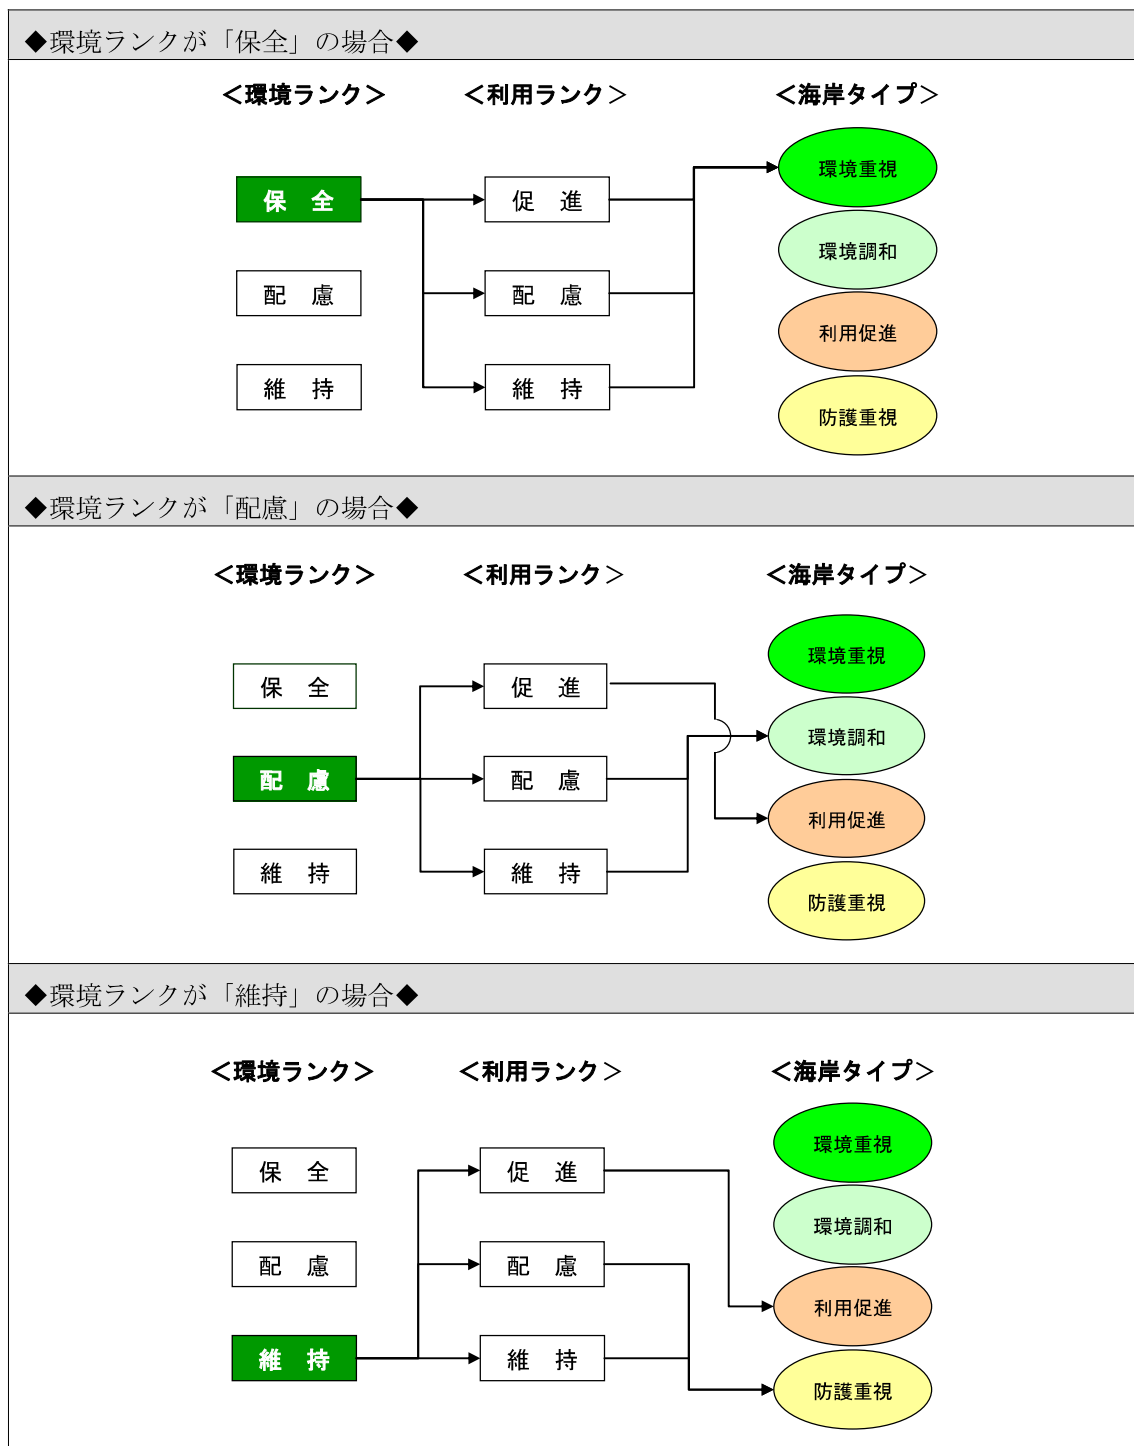 ◆環境ランクが「保全」の場合◆
＜環境ランク＞ ＜利用ランク＞ ＜海岸タイプ＞
環境重視
保　全 促　進
環境調和
配　慮 配　慮
利用促進
維　持 維　持
防護重視
◆環境ランクが「配慮」の場合◆
＜環境ランク＞ ＜利用ランク＞ ＜海岸タイプ＞
環境重視
保　全 促　進
環境調和
配　慮 配　慮
利用促進
維　持 維　持
防護重視
◆環境ランクが「維持」の場合◆
＜環境ランク＞ ＜利用ランク＞ ＜海岸タイプ＞
環境重視
保　全 促　進
環境調和
配　慮 配　慮
利用促進
維　持 維　持
防護重視